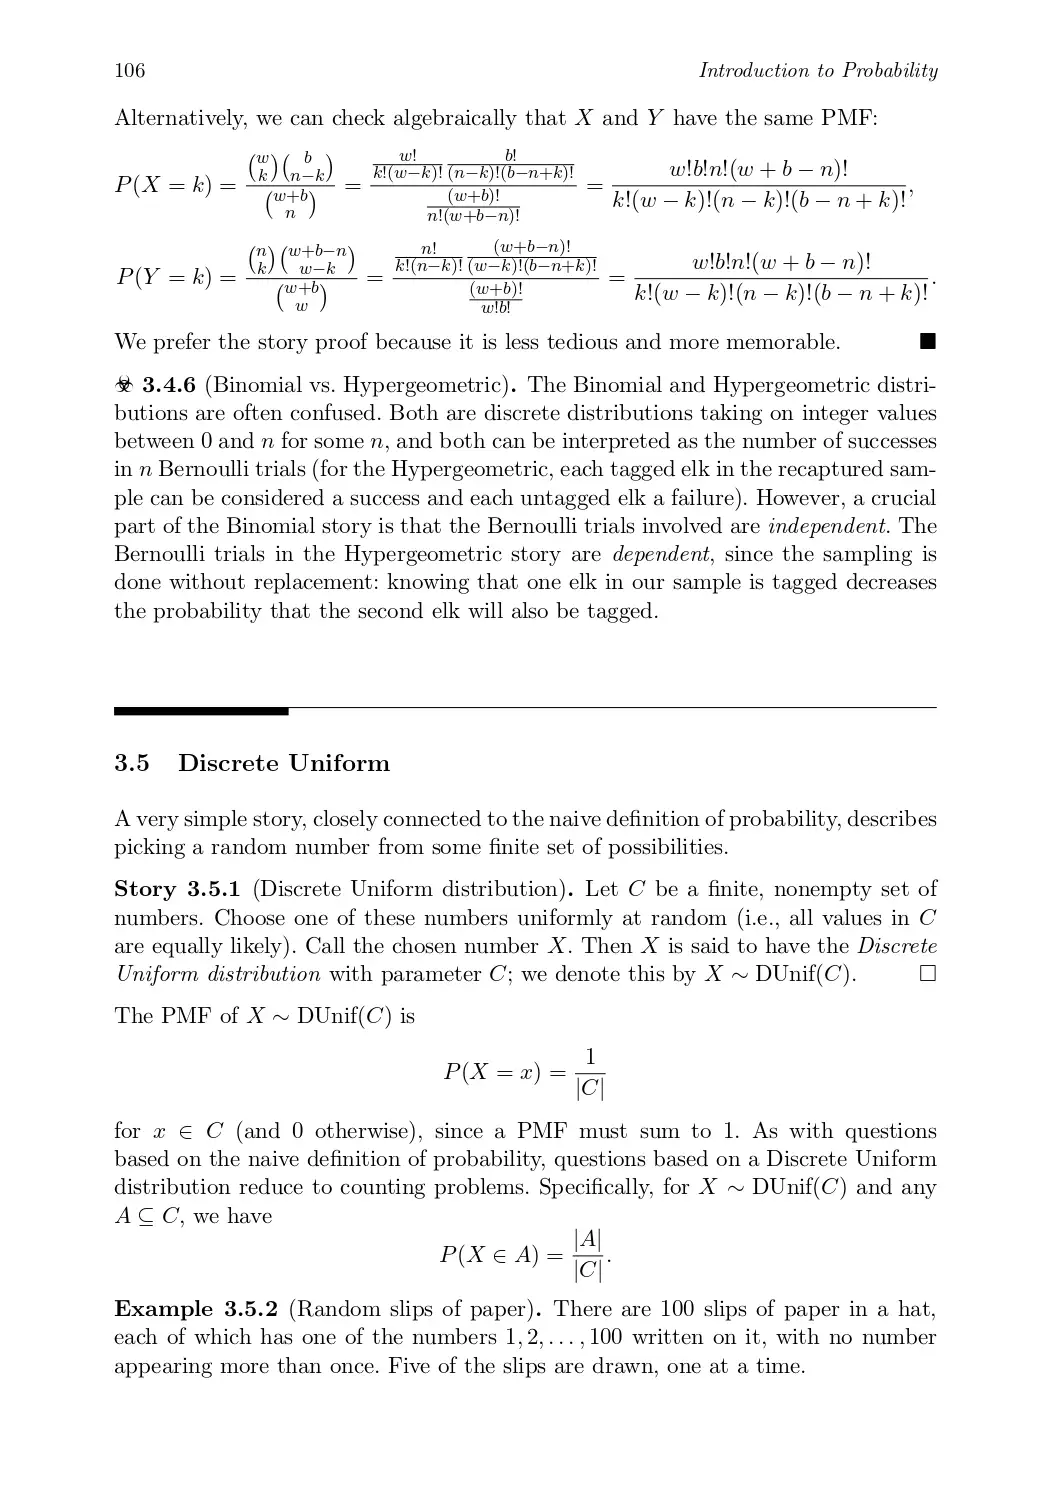 106 Introduction to Probability
Alternatively, we can check algebraically that X and Y have the same PMF:
P(X = k) = \frac{\binom{w}{k}\binom{b}{n−k}}{\binom{w+b}{n}} = \frac{\frac{w!}{k!(w−k)!}\frac{b!}{(n−k)!(b−n+k)!}}{\frac{(w+b)!}{n!(w+b−n)!}} = \frac{w!b!n!(w + b − n)!}{k!(w − k)!(n − k)!(b − n + k)!},
P(Y = k) = \frac{\binom{n}{k}\binom{w+b−n}{w−k}}{\binom{w+b}{w}} = \frac{\frac{n!}{k!(n−k)!}\frac{(w+b−n)!}{(w−k)!(b−n+k)!}}{\frac{(w+b)!}{w!b!}} = \frac{w!b!n!(w + b − n)!}{k!(w − k)!(n − k)!(b − n + k)!}.
We prefer the story proof because it is less tedious and more memorable. ■
☣ 3.4.6 (Binomial vs. Hypergeometric). The Binomial and Hypergeometric distri-
butions are often confused. Both are discrete distributions taking on integer values
between 0 and n for some n, and both can be interpreted as the number of successes
in n Bernoulli trials (for the Hypergeometric, each tagged elk in the recaptured sam-
ple can be considered a success and each untagged elk a failure). However, a crucial
part of the Binomial story is that the Bernoulli trials involved are independent. The
Bernoulli trials in the Hypergeometric story are dependent, since the sampling is
done without replacement: knowing that one elk in our sample is tagged decreases
the probability that the second elk will also be tagged.
3.5 Discrete Uniform
A very simple story, closely connected to the naive definition of probability, describes
picking a random number from some finite set of possibilities.
Story 3.5.1 (Discrete Uniform distribution). Let C be a finite, nonempty set of
numbers. Choose one of these numbers uniformly at random (i.e., all values in C
are equally likely). Call the chosen number X. Then X is said to have the Discrete
Uniform distribution with parameter C; we denote this by X ∼ DUnif(C). □
The PMF of X ∼ DUnif(C) is
P(X = x) = \frac{1}{|C|}
for x ∈ C (and 0 otherwise), since a PMF must sum to 1. As with questions
based on the naive definition of probability, questions based on a Discrete Uniform
distribution reduce to counting problems. Specifically, for X ∼ DUnif(C) and any
A ⊆ C, we have
P(X ∈ A) = \frac{|A|}{|C|}.
Example 3.5.2 (Random slips of paper). There are 100 slips of paper in a hat,
each of which has one of the numbers 1, 2, . . . , 100 written on it, with no number
appearing more than once. Five of the slips are drawn, one at a time.